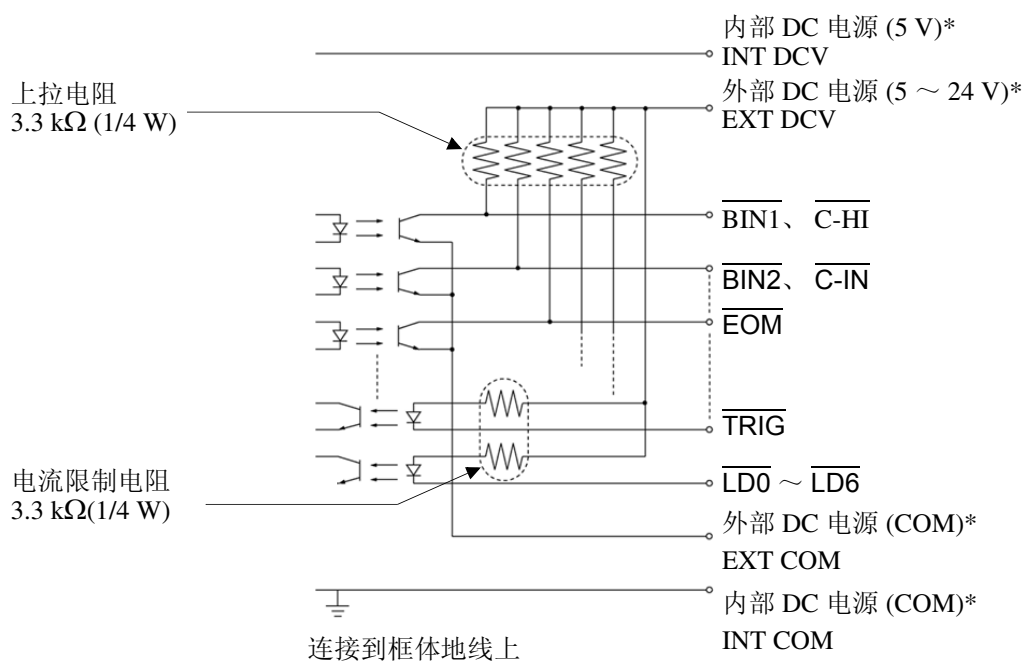 内部 DC 电源 (5 V)*
INT DCV
上拉电阻
3.3 kΩ (1/4 W)
外部 DC 电源 (5 ～ 24 V)*
EXT DCV
BIN1、 C-HI
BIN2、 C-IN
EOM
TRIG
电流限制电阻
3.3 kΩ(1/4 W)
LD0 ～ LD6
外部 DC 电源 (COM)*
EXT COM
内部 DC 电源 (COM)*
INT COM
连接到框体地线上